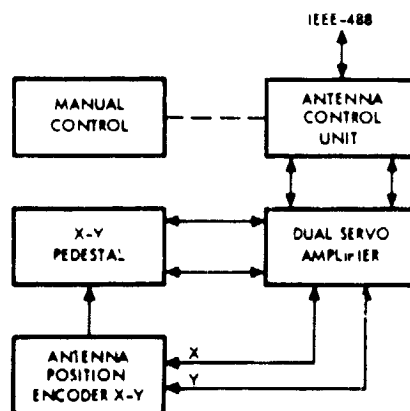 IEEE-488
MANUAL
CONTROL
ANTENNA
CONTROL
UNIT
X-Y
PEDESTAL
DUAL SERVO
AMPLIFIER
ANTENNA
POSITION
ENCODER X-Y
X
Y